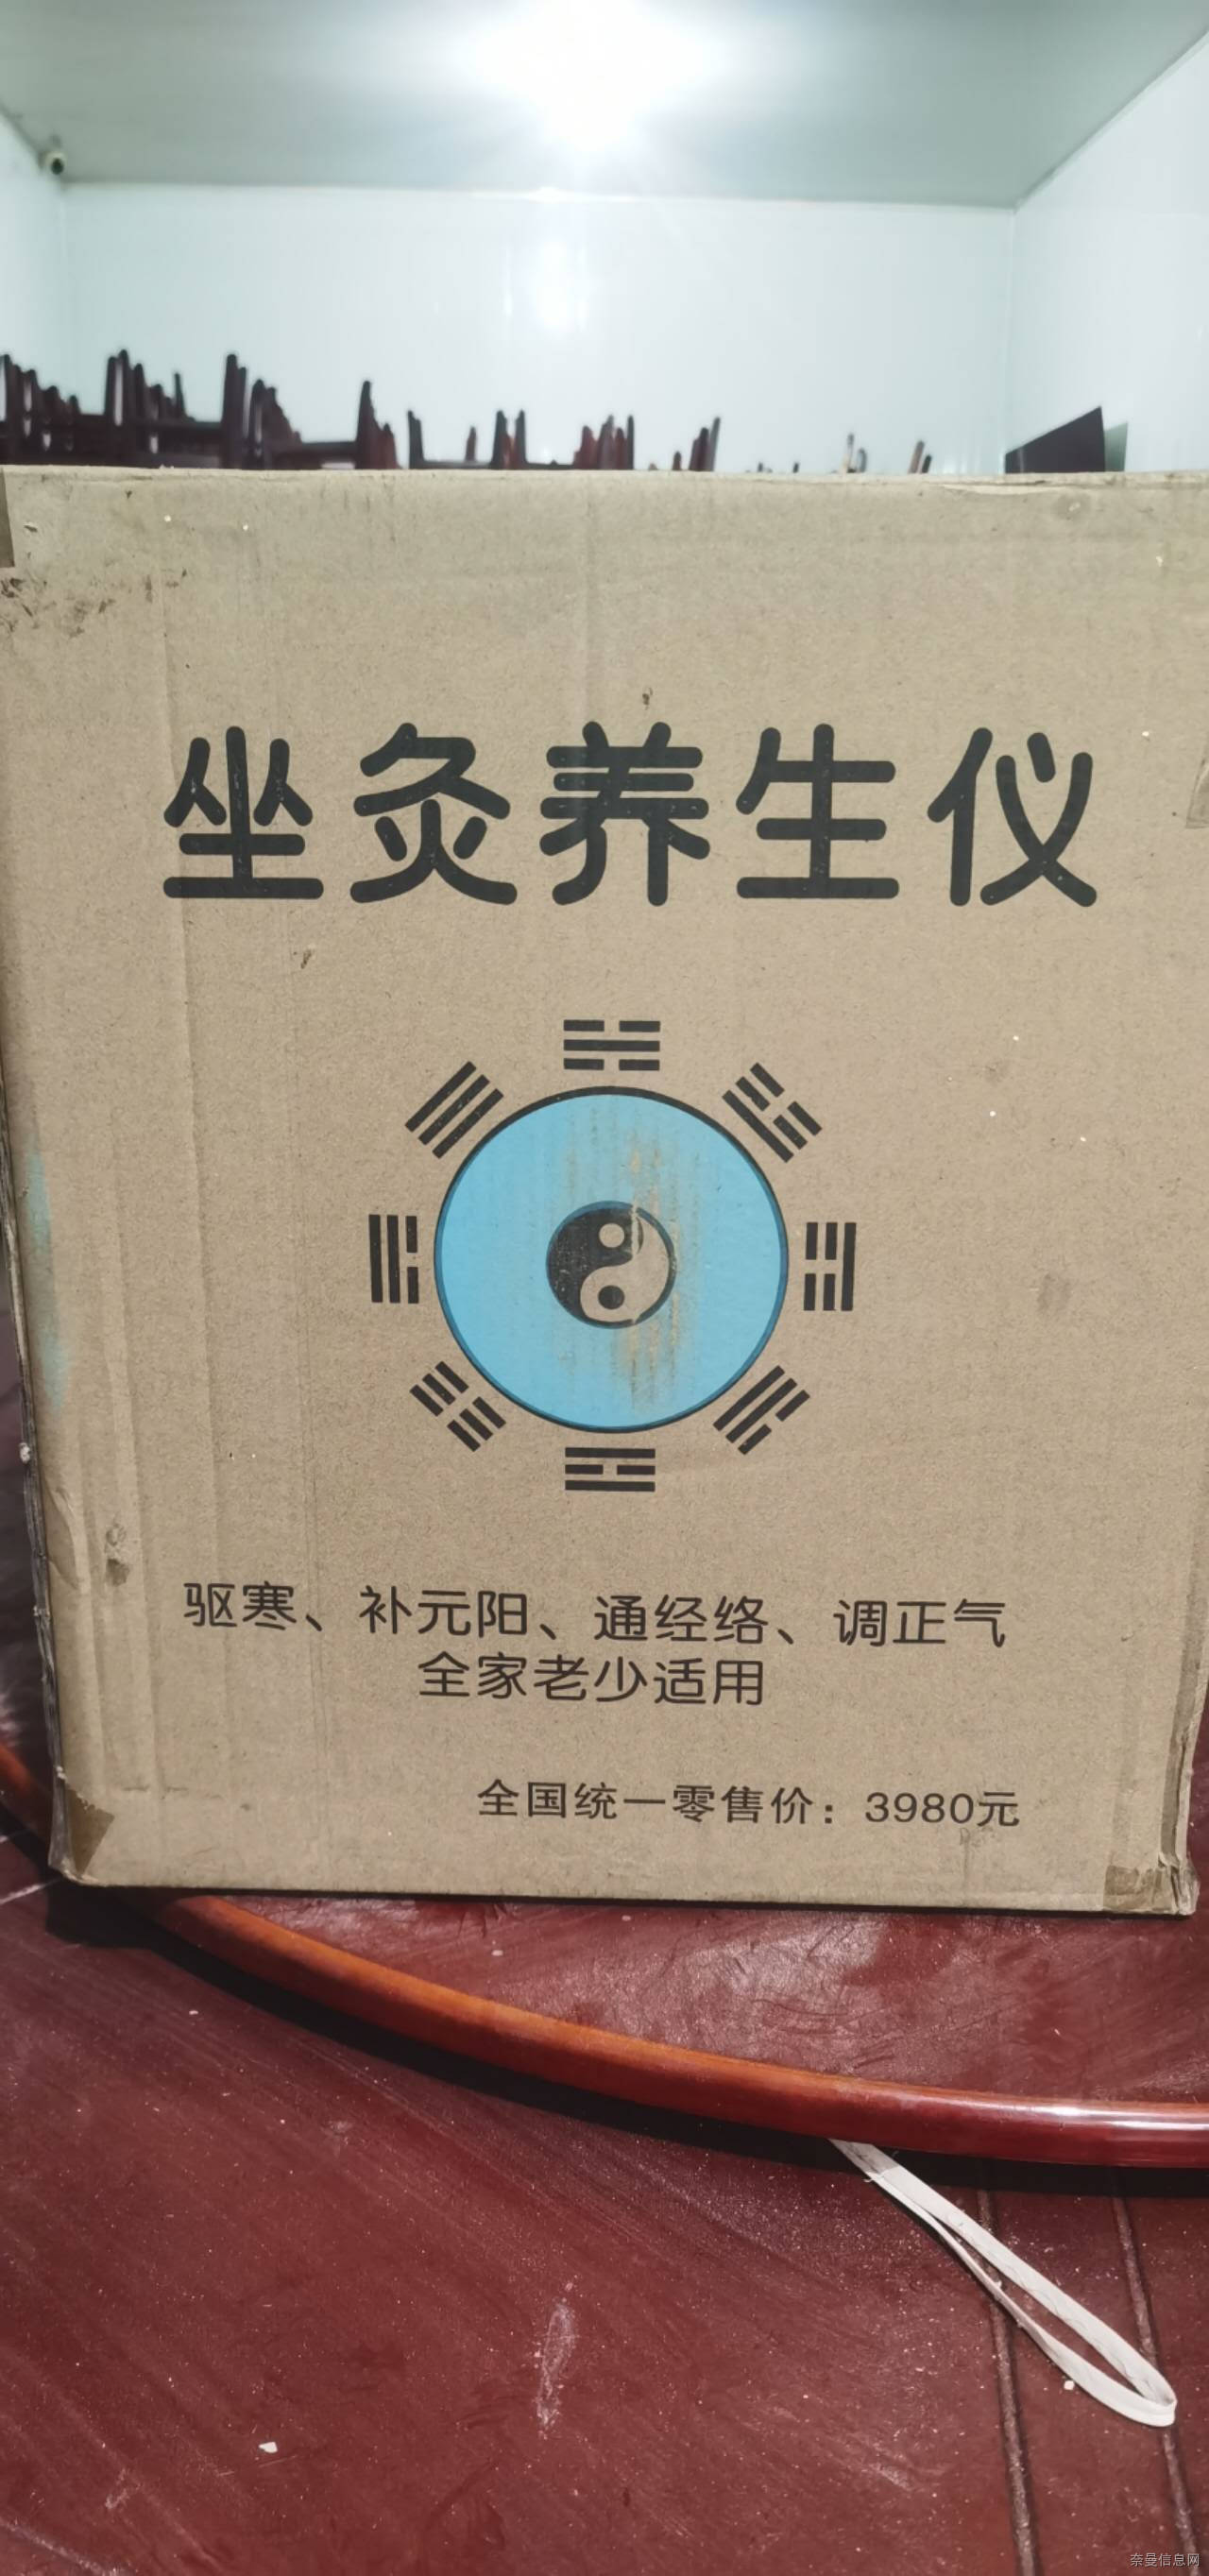 坐灸养生仪
驱寒、补元阳、通经络、调正气
全家老少适用
全国统一零售价：3980元
奈曼信息网